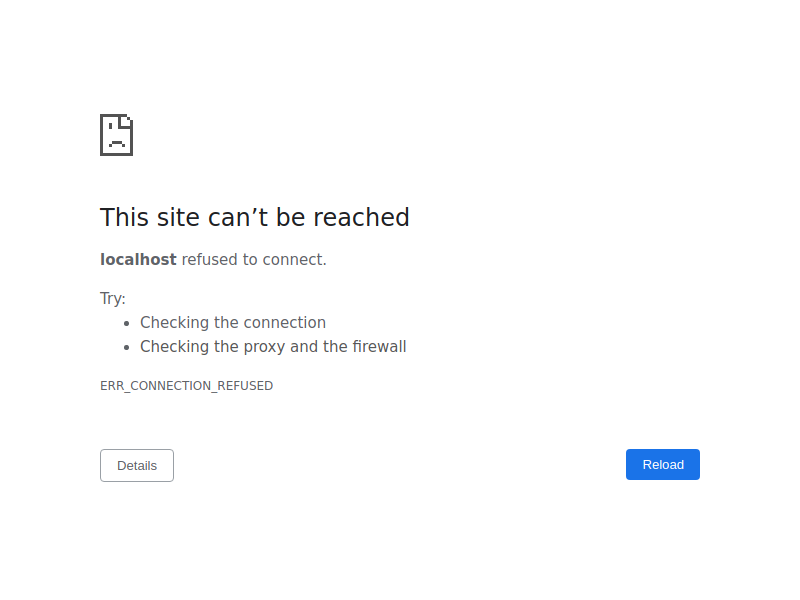 This site can’t be reached
localhost refused to connect.
Try:
Checking the connection
Checking the proxy and the firewall
ERR_CONNECTION_REFUSED
Details
Reload